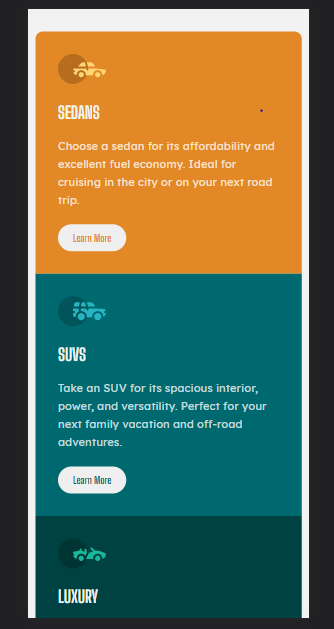 SEDANS
Choose a sedan for its affordability and
excellent fuel economy. Ideal for
cruising in the city or on your next road
trip.
Learn More
SUVS
Take an SUV for its spacious interior,
power, and versatility. Perfect for your
next family vacation and off-road
adventures.
Learn More
LUXURY